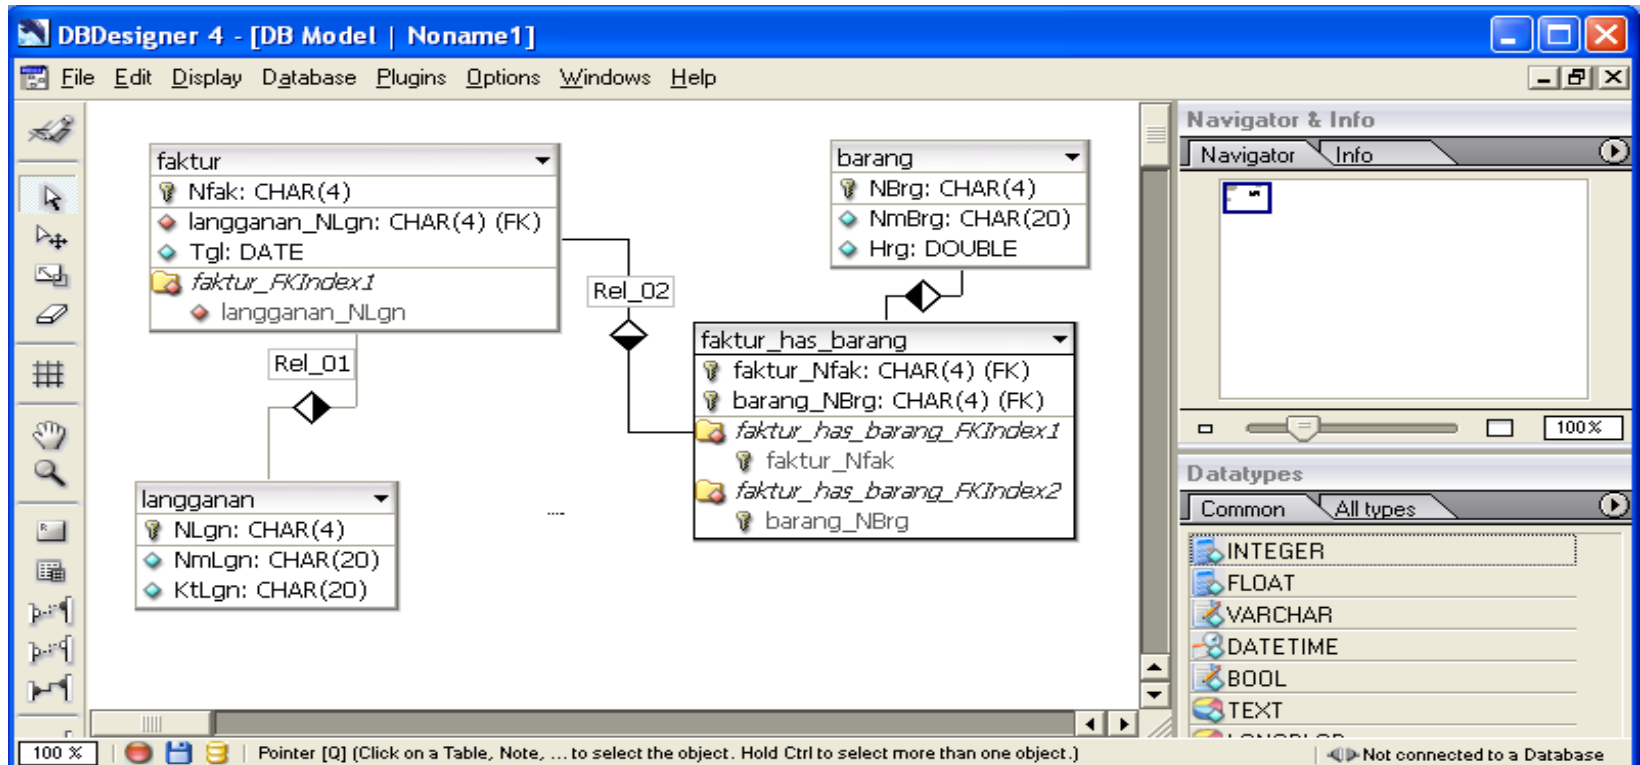 DBDesigner 4 - [DB Model | Noname1]
File Edit Display Database Plugins Options Windows Help
faktur
Nfak: CHAR(4)
langganan_NLgn: CHAR(4) (FK)
Tgl: DATE
faktur_FKIndex1
langganan_NLgn
Rel_01
langganan
NLgn: CHAR(4)
NmLgn: CHAR(20)
KtLgn: CHAR(20)
Rel_02
barang
NBrg: CHAR(4)
NmBrg: CHAR(20)
Hrg: DOUBLE
faktur_has_barang
faktur_Nfak: CHAR(4) (FK)
barang_NBrg: CHAR(4) (FK)
faktur_has_barang_FKIndex1
faktur_Nfak
faktur_has_barang_FKIndex2
barang_NBrg
Navigator & Info
Navigator Info
100%
Datatypes
Common All types
INTEGER
FLOAT
VARCHAR
DATETIME
BOOL
TEXT
100 % Pointer [Q] (Click on a Table, Note, ... to select the object. Hold Ctrl to select more than one object.) Not connected to a Database